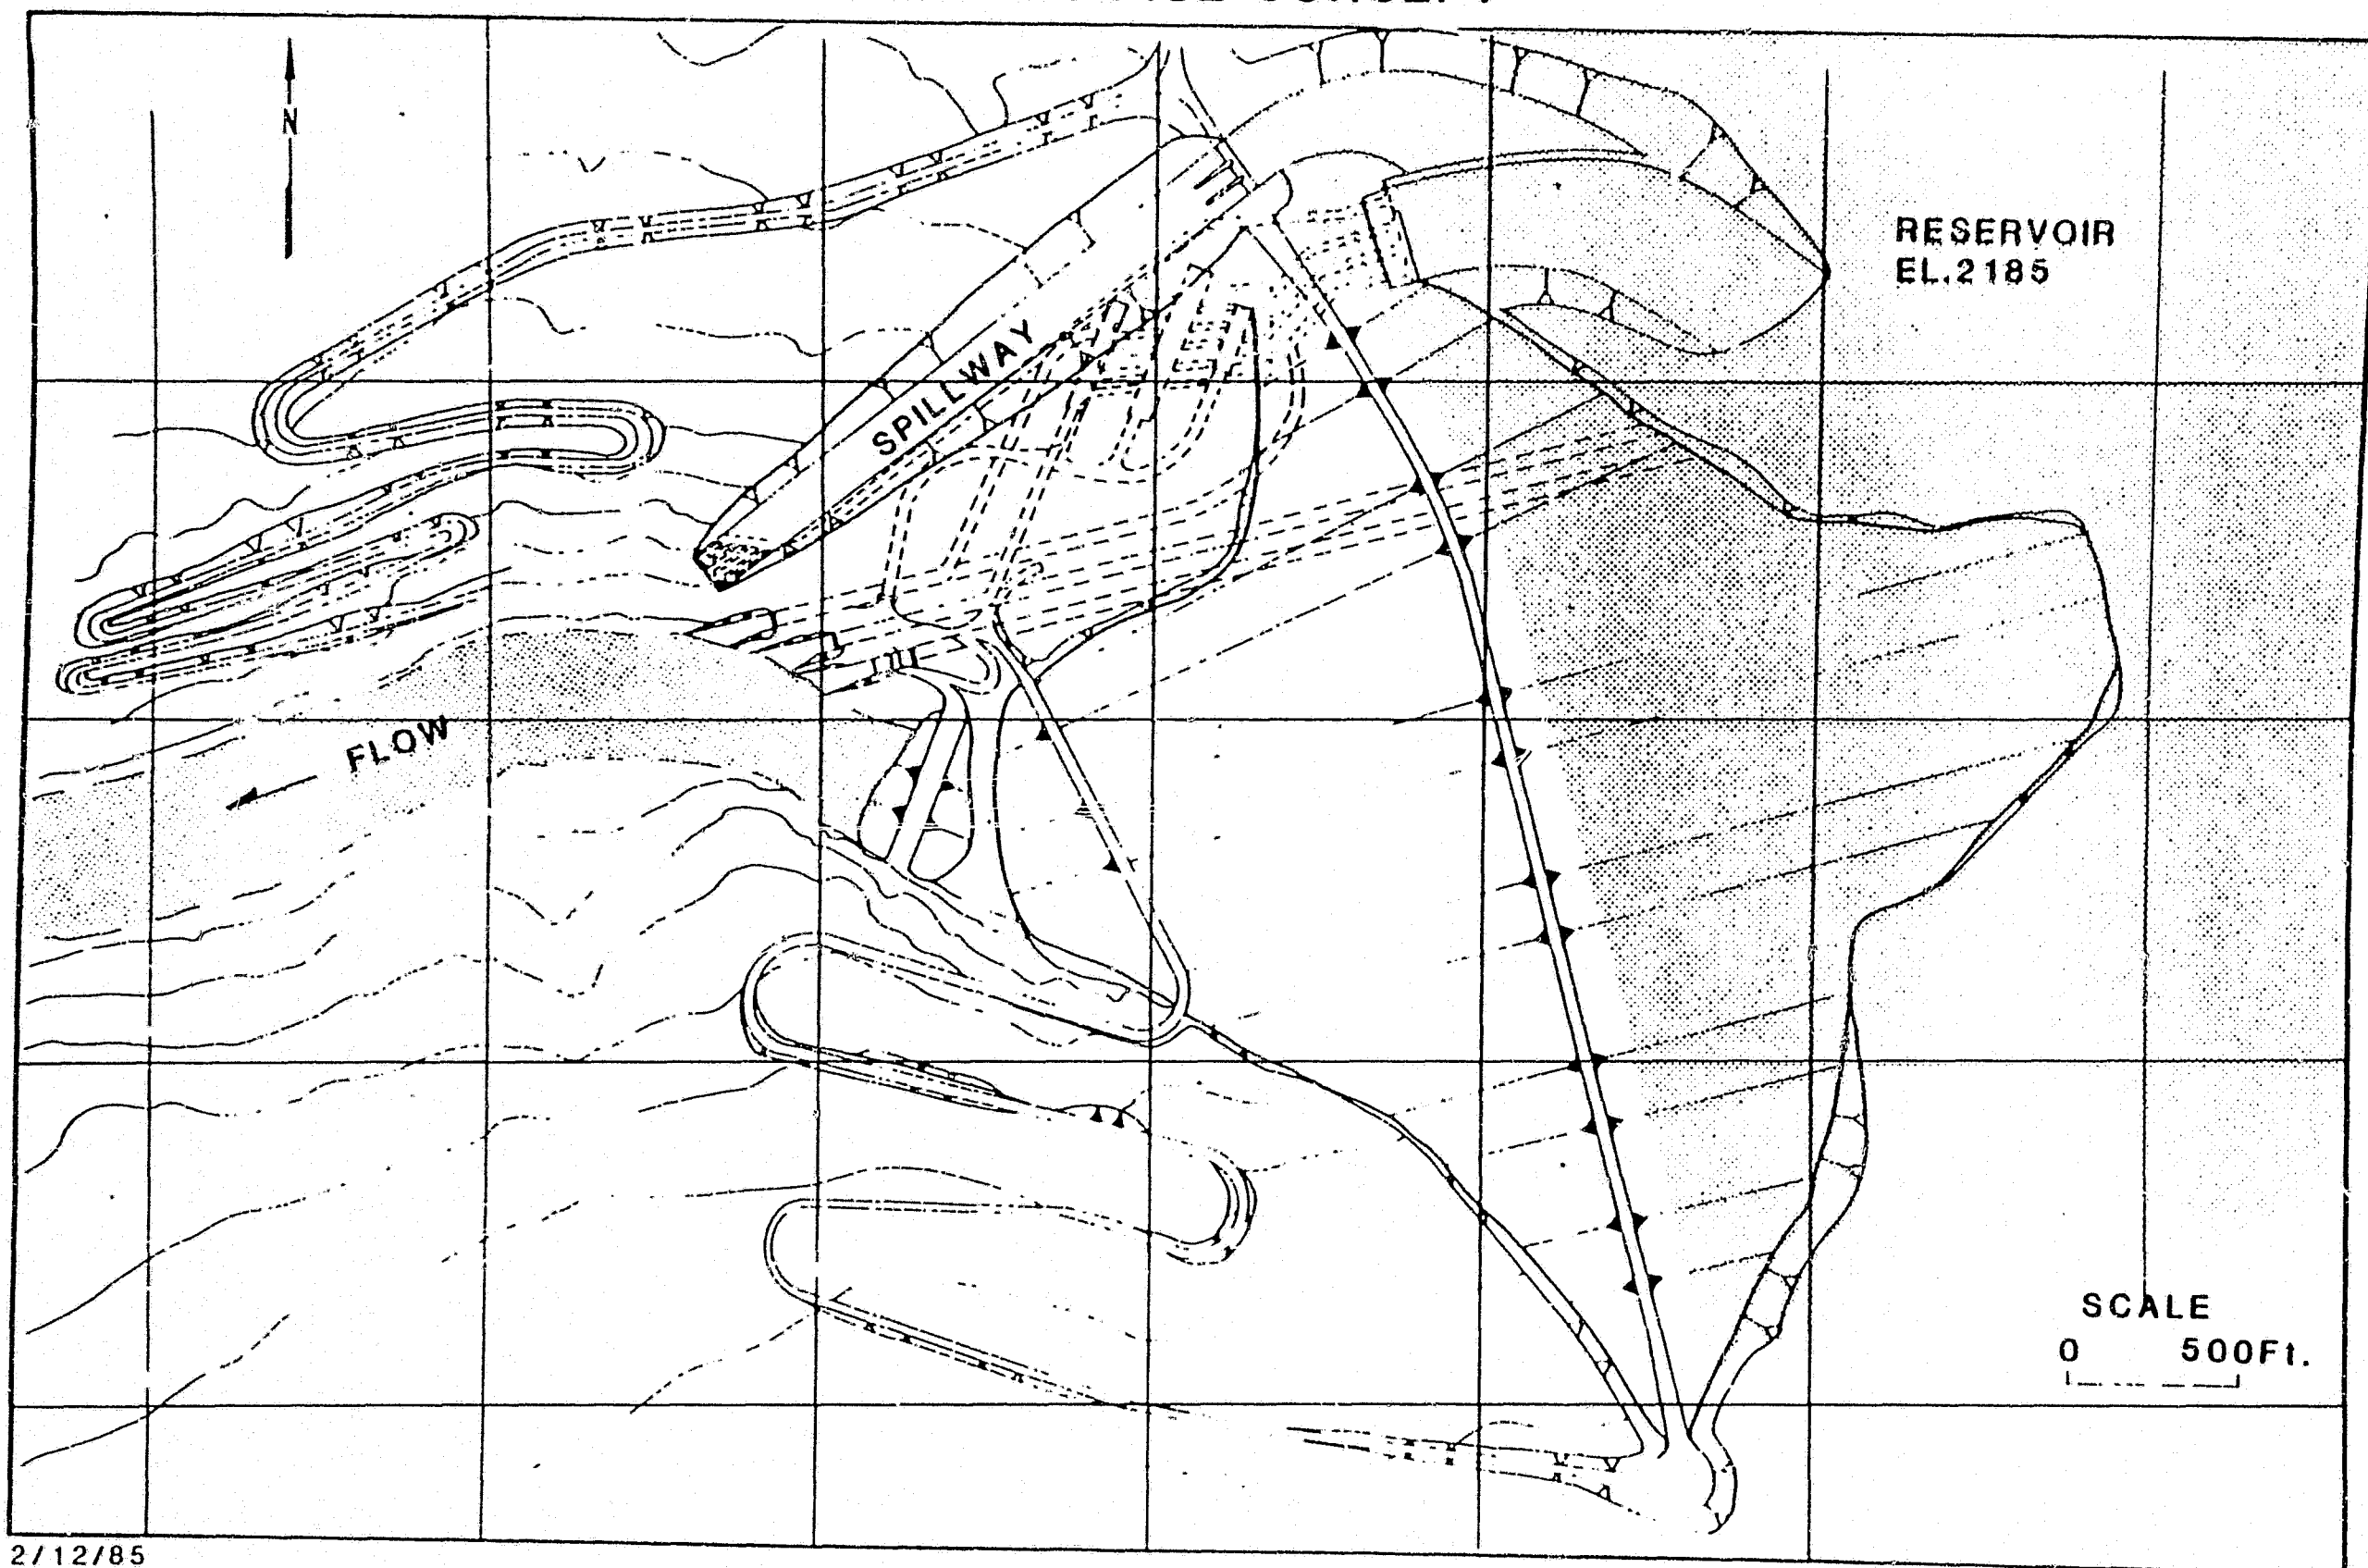 N
RESERVOIR
EL.2185
SPILLWAY
FLOW
SCALE
0 500Ft.
2/12/85